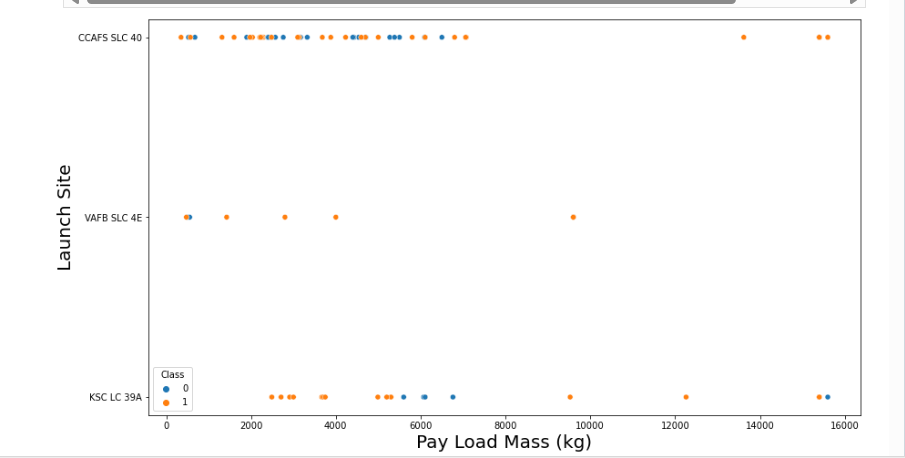 CCAFS SLC 40
VAFB SLC 4E
KSC LC 39A
Launch Site
Class
0
1
0 2000 4000 6000 8000 10000 12000 14000 16000
Pay Load Mass (kg)